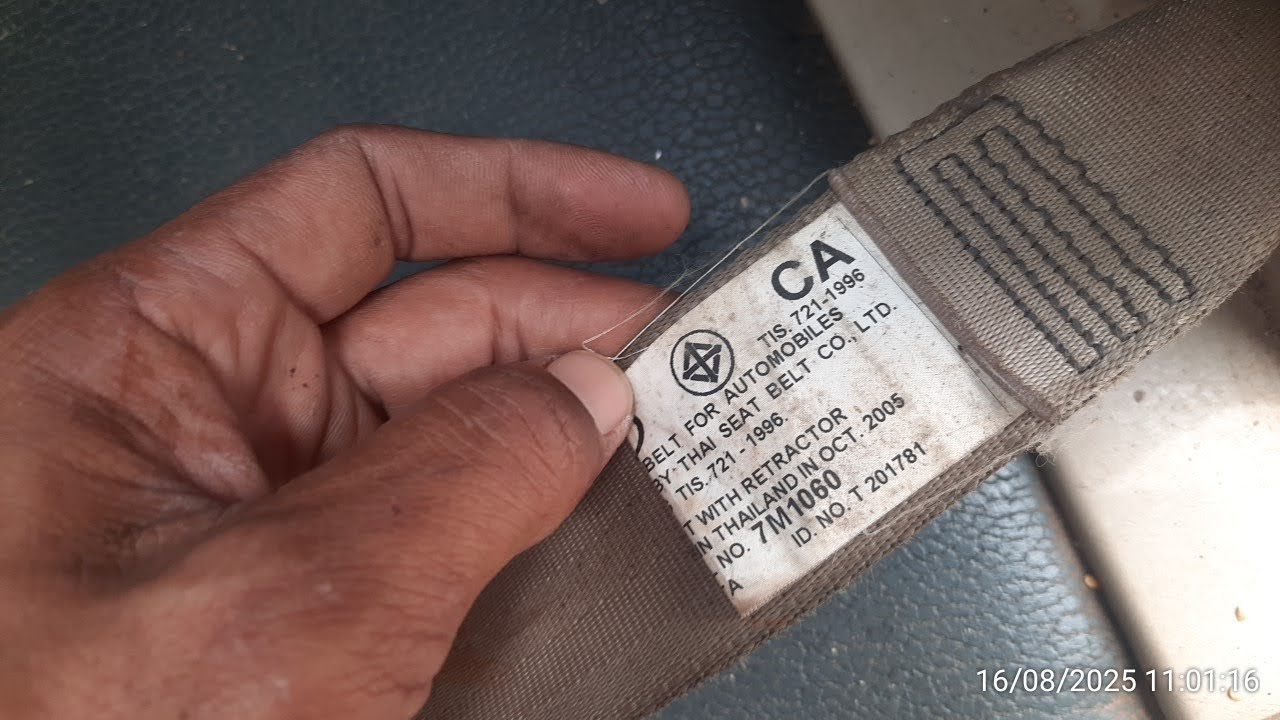 CA
TIS. 721-1996
BELT FOR AUTOMOBILES
BY THAI SEAT BELT CO., LTD.
TIS. 721 - 1996.
WITH RETRACTOR
IN THAILAND IN OCT. 2005
NO. 7M1060
ID. NO. T 201781
16/08/2025 11:01:16